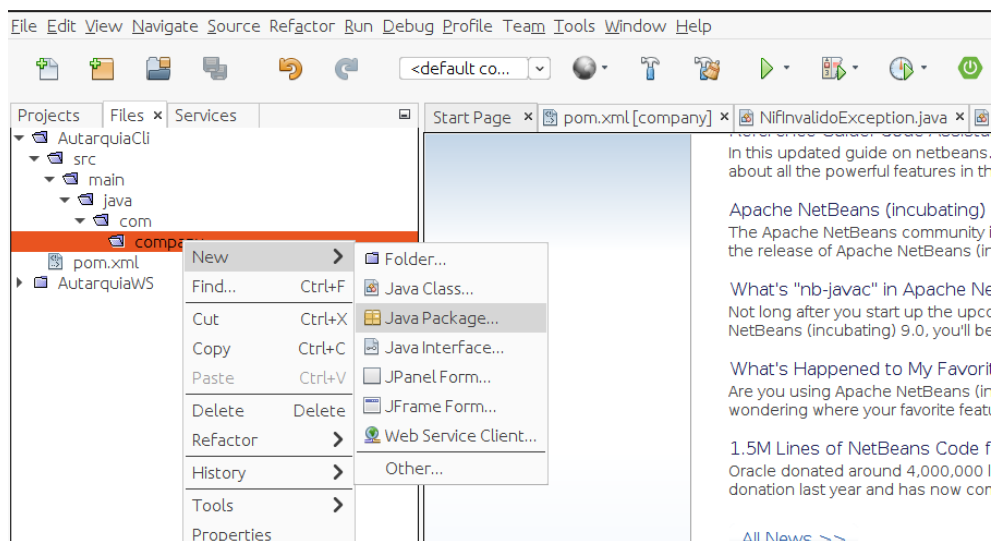 File Edit View Navigate Source Refactor Run Debug Profile Team Tools Window Help
<default co...
Projects Files × Services
Start Page × pom.xml [company] × NifInvalidoException.java ×
AutarquiaCli
src
main
java
com
pom.xml
AutarquiaWS
New
Find... Ctrl+F
Cut Ctrl+X
Copy Ctrl+C
Paste Ctrl+V
Delete Delete
Refactor
History
Tools
Properties
Folder...
Java Class...
Java Package...
Java Interface...
JPanel Form...
JFrame Form...
Web Service Client...
Other...
In this updated guide on netbeans.
about all the powerful features in th
Apache NetBeans (incubating)
The Apache NetBeans community i
the release of Apache NetBeans (in
What's "nb-javac" in Apache Ne
Not long after you start up the upco
NetBeans (incubating) 9.0, you'll be
What's Happened to My Favorit
Are you using Apache NetBeans (in
wondering where your favorite featu
1.5M Lines of NetBeans Code f
Oracle donated around 4,000,000 l
donation last year and has now con
All News >>